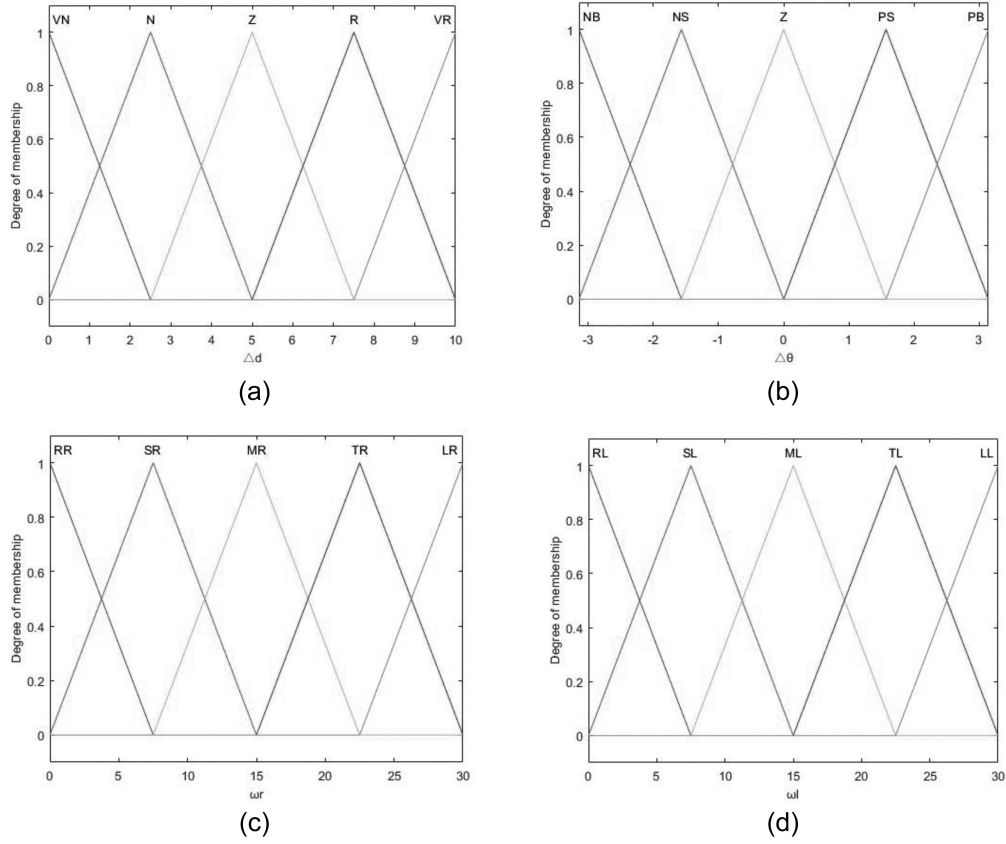 VN N Z R VR
1
0.8
0.6
0.4
0.2
0
Degree of membership
0 1 2 3 4 5 6 7 8 9 10
△d
(a)
NB NS Z PS PB
1
0.8
0.6
0.4
0.2
0
Degree of membership
-3 -2 -1 0 1 2 3
△θ
(b)
RR SR MR TR LR
1
0.8
0.6
0.4
0.2
0
Degree of membership
0 5 10 15 20 25 30
ωr
(c)
RL SL ML TL LL
1
0.8
0.6
0.4
0.2
0
Degree of membership
0 5 10 15 20 25 30
ωl
(d)